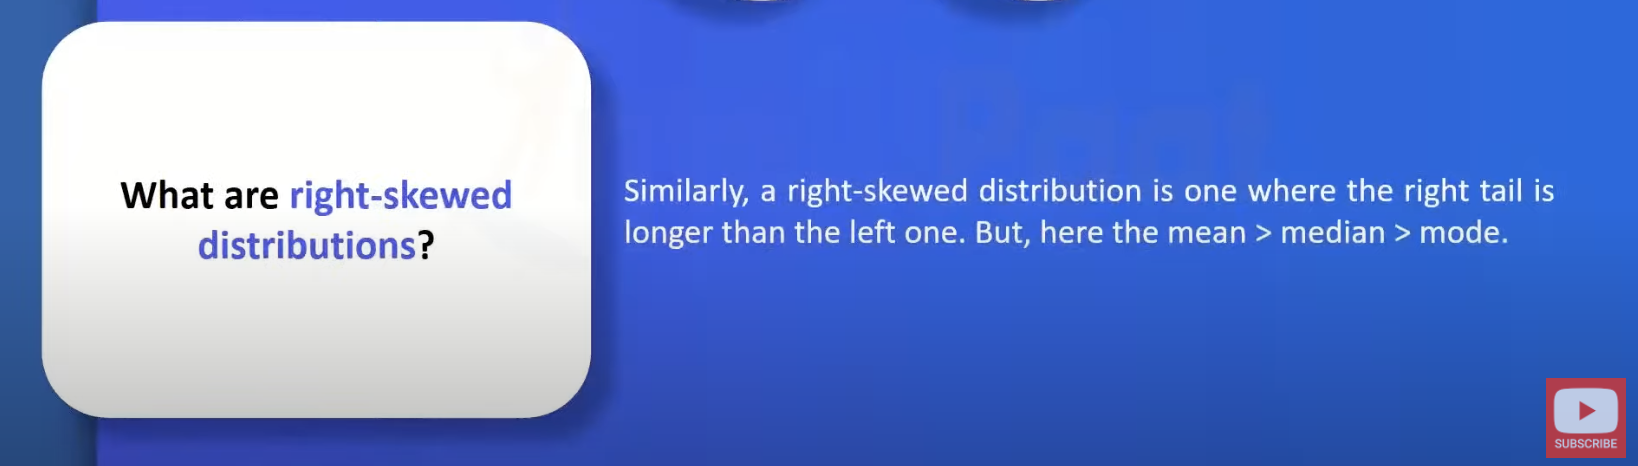 What are right-skewed
distributions?
Similarly, a right-skewed distribution is one where the right tail is
longer than the left one. But, here the mean > median > mode.
SUBSCRIBE